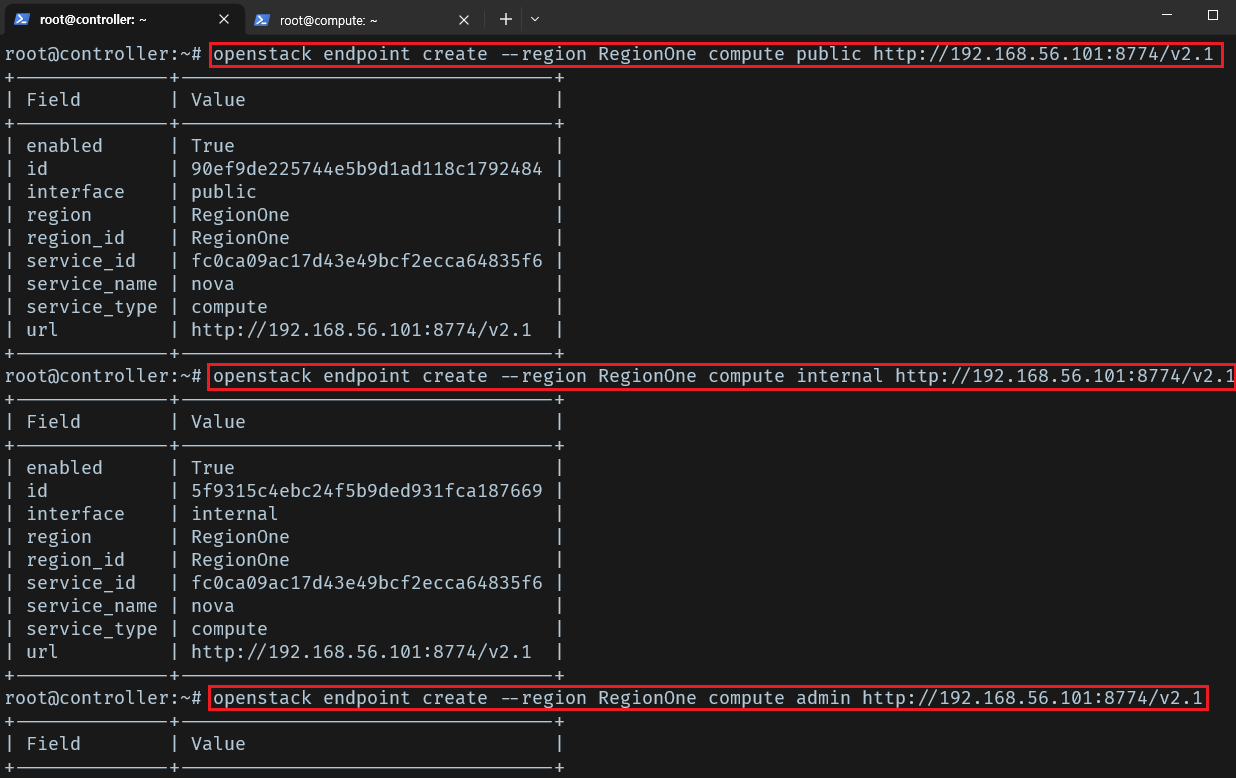 root@controller: ~
root@compute: ~
root@controller:~# openstack endpoint create --region RegionOne compute public http://192.168.56.101:8774/v2.1
| Field | Value |
| enabled | True |
| id | 90ef9de225744e5b9d1ad118c1792484 |
| interface | public |
| region | RegionOne |
| region_id | RegionOne |
| service_id | fc0ca09ac17d43e49bcf2ecca64835f6 |
| service_name | nova |
| service_type | compute |
| url | http://192.168.56.101:8774/v2.1 |
root@controller:~# openstack endpoint create --region RegionOne compute internal http://192.168.56.101:8774/v2.1
| Field | Value |
| enabled | True |
| id | 5f9315c4ebc24f5b9ded931fca187669 |
| interface | internal |
| region | RegionOne |
| region_id | RegionOne |
| service_id | fc0ca09ac17d43e49bcf2ecca64835f6 |
| service_name | nova |
| service_type | compute |
| url | http://192.168.56.101:8774/v2.1 |
root@controller:~# openstack endpoint create --region RegionOne compute admin http://192.168.56.101:8774/v2.1
| Field | Value |